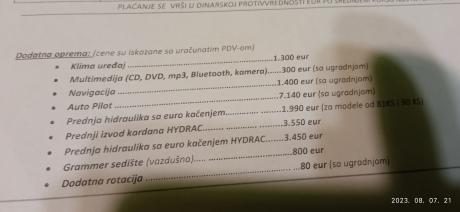 PLAĆANJE SE VRŠI U DINARSKOJ PROTIVVREDNOSTI EUR PO SREDNJEM KURSU
Dodatna oprema: (cene su iskazane sa uračunatim PDV-om)
• Klima uređaj ...............................................1.300 eur
• Multimedija (CD, DVD, mp3, Bluetooth, kamera)......300 eur (sa ugradnjom)
• Navigacija ...............................................1.400 eur (sa ugradnjom)
• Auto Pilot ...............................................7.140 eur (sa ugradnjom)
• Prednja hidraulika sa euro kačenjem...............1.990 eur (za modele od
• Prednji izvod kardana HYDRAC.......................3.550 eur
• Prednja hidraulika sa euro kačenjem HYDRAC.......3.450 eur
• Grammer sedište (vazdušno)............................800 eur
• Dodatna rotacija ............................................80 eur (sa ugradnjom)
2023. 08. 07. 21